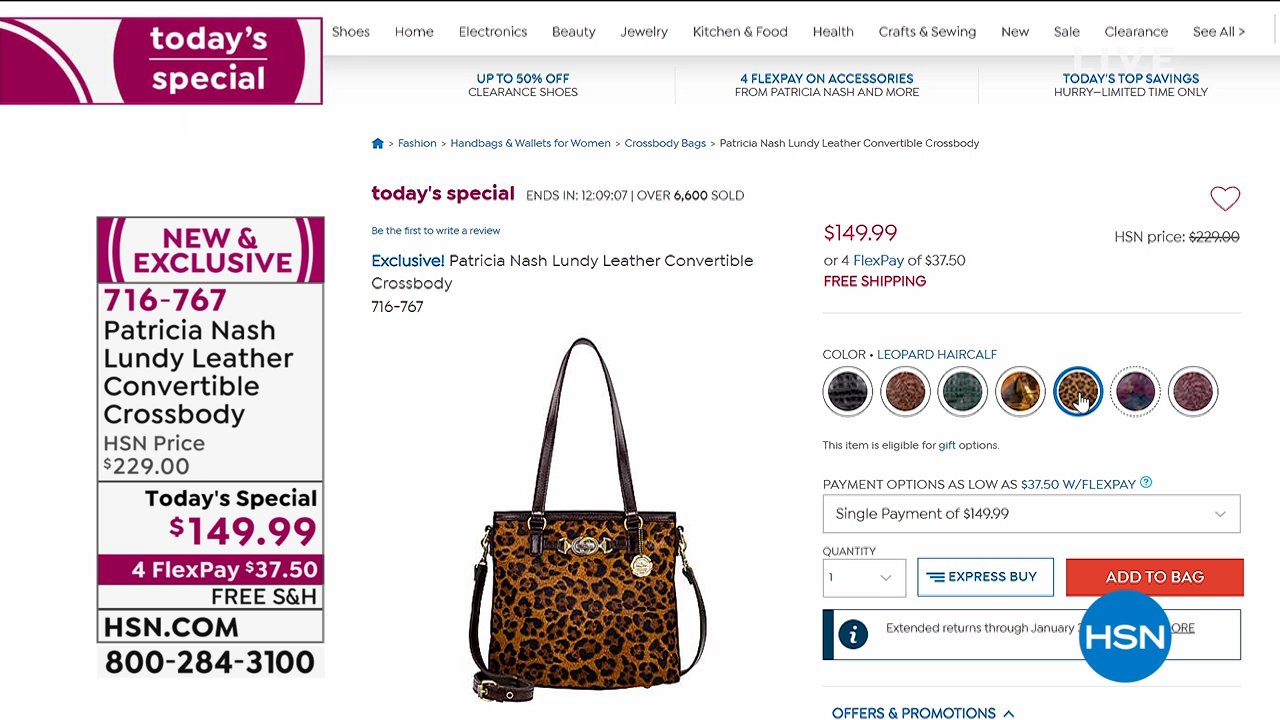 today's
special
Shoes Home Electronics Beauty Jewelry Kitchen & Food Health Crafts & Sewing New Sale Clearance See All >
LIVE
UP TO 50% OFF
CLEARANCE SHOES
4 FLEXPAY ON ACCESSORIES
FROM PATRICIA NASH AND MORE
TODAY'S TOP SAVINGS
HURRY—LIMITED TIME ONLY
> Fashion > Handbags & Wallets for Women > Crossbody Bags > Patricia Nash Lundy Leather Convertible Crossbody
today's special ENDS IN: 12:09:07 | OVER 6,600 SOLD
Be the first to write a review
Exclusive! Patricia Nash Lundy Leather Convertible
Crossbody
716-767
$149.99
HSN price: $229.00
or 4 FlexPay of $37.50
FREE SHIPPING
COLOR • LEOPARD HAIRCALF
This item is eligible for gift options.
PAYMENT OPTIONS AS LOW AS $37.50 W/FLEXPAY ?
Single Payment of $149.99
QUANTITY
1
EXPRESS BUY
ADD TO BAG
i Extended returns through January
ORE
HSN
OFFERS & PROMOTIONS
NEW &
EXCLUSIVE
716-767
Patricia Nash
Lundy Leather
Convertible
Crossbody
HSN Price
$229.00
Today's Special
$149.99
4 FlexPay $37.50
FREE S&H
HSN.COM
800-284-3100